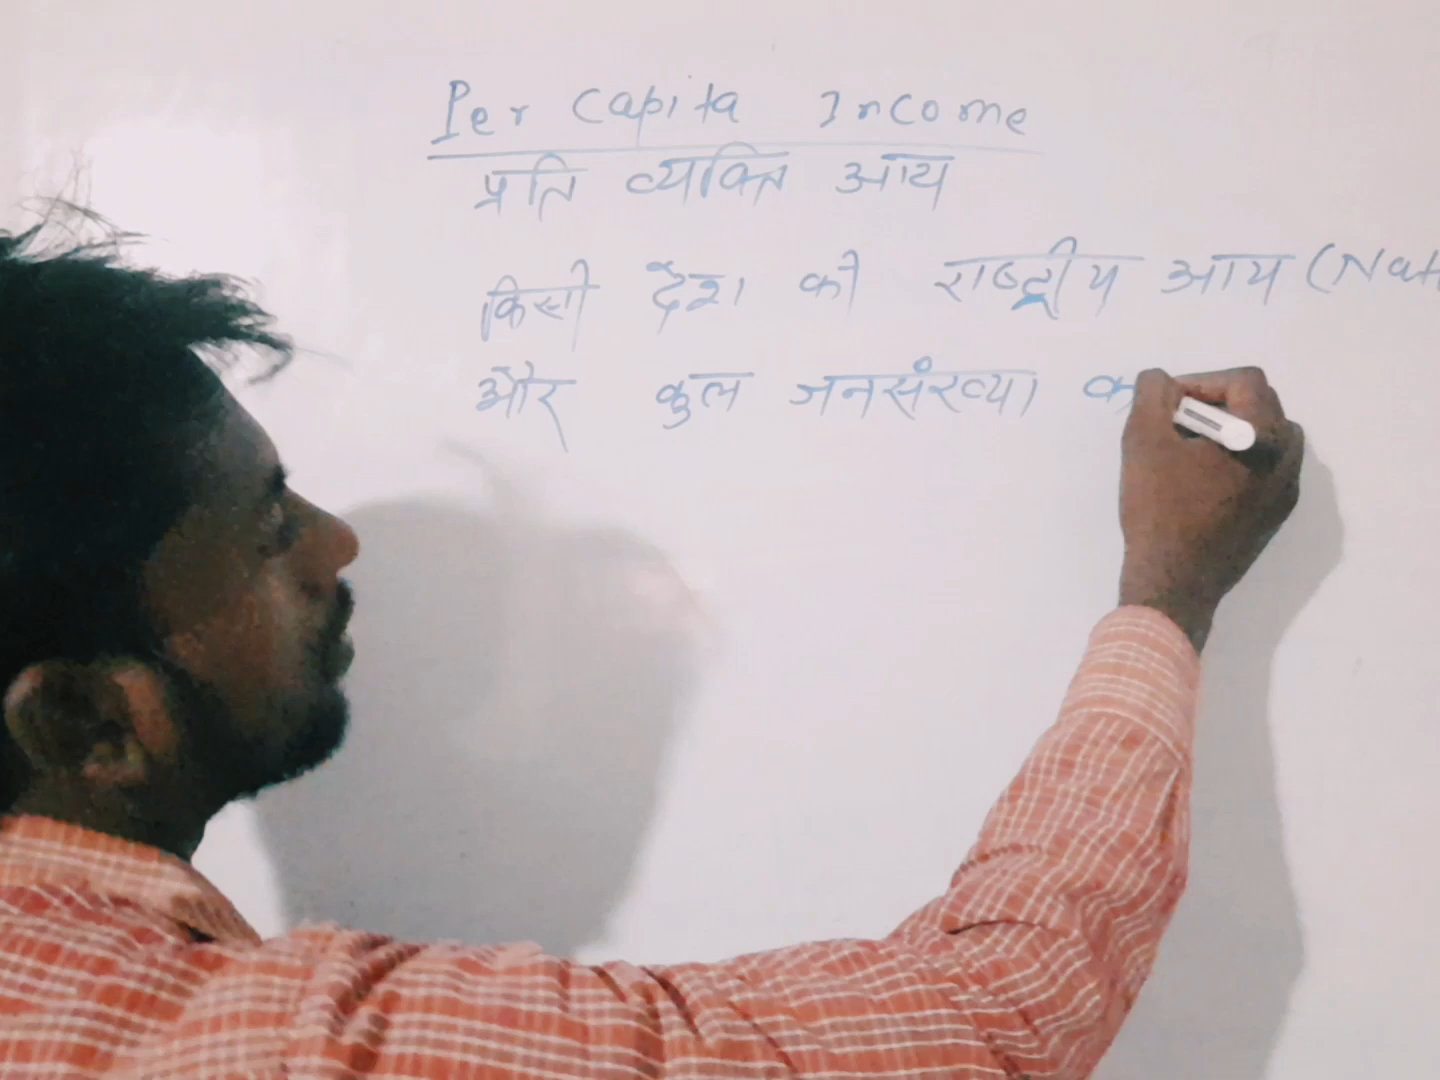 Per Capita Income
प्रति व्यक्ति आय
किसी देश की राष्ट्रीय आय (Nat
और कुल जनसंख्या क